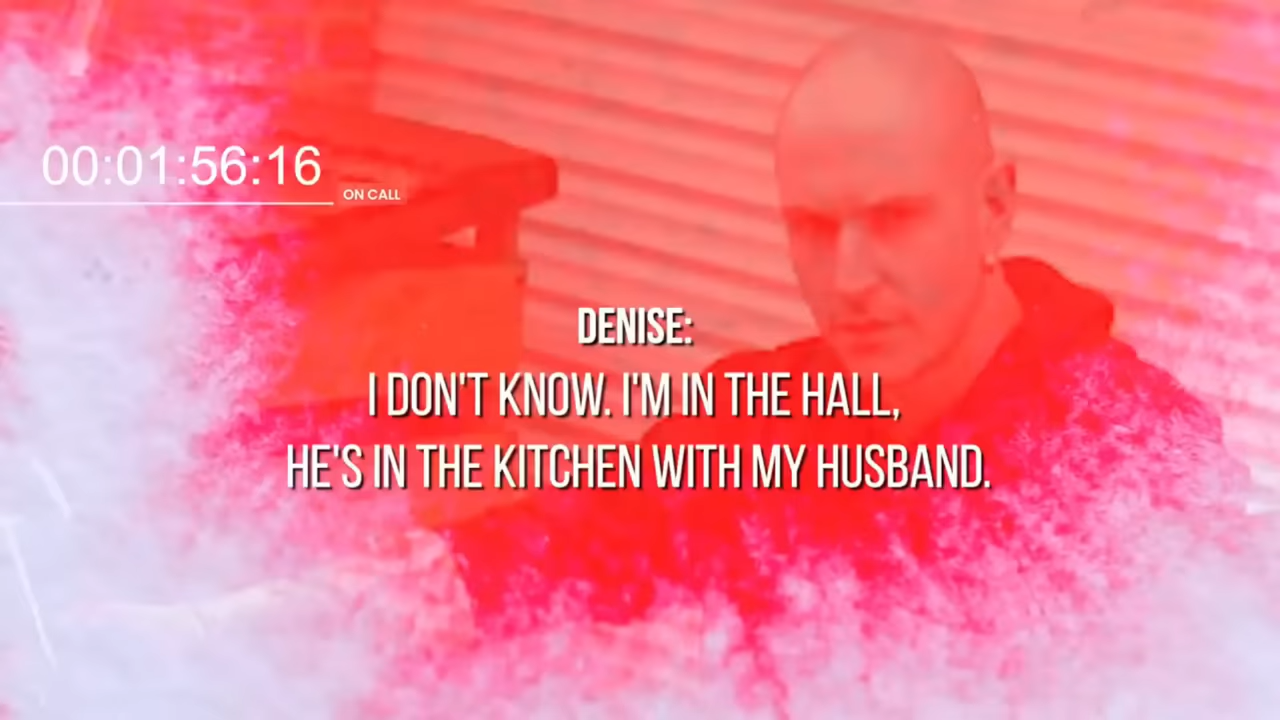 00:01:56:16
ON CALL
DENISE:
I DON'T KNOW. I'M IN THE HALL,
HE'S IN THE KITCHEN WITH MY HUSBAND.